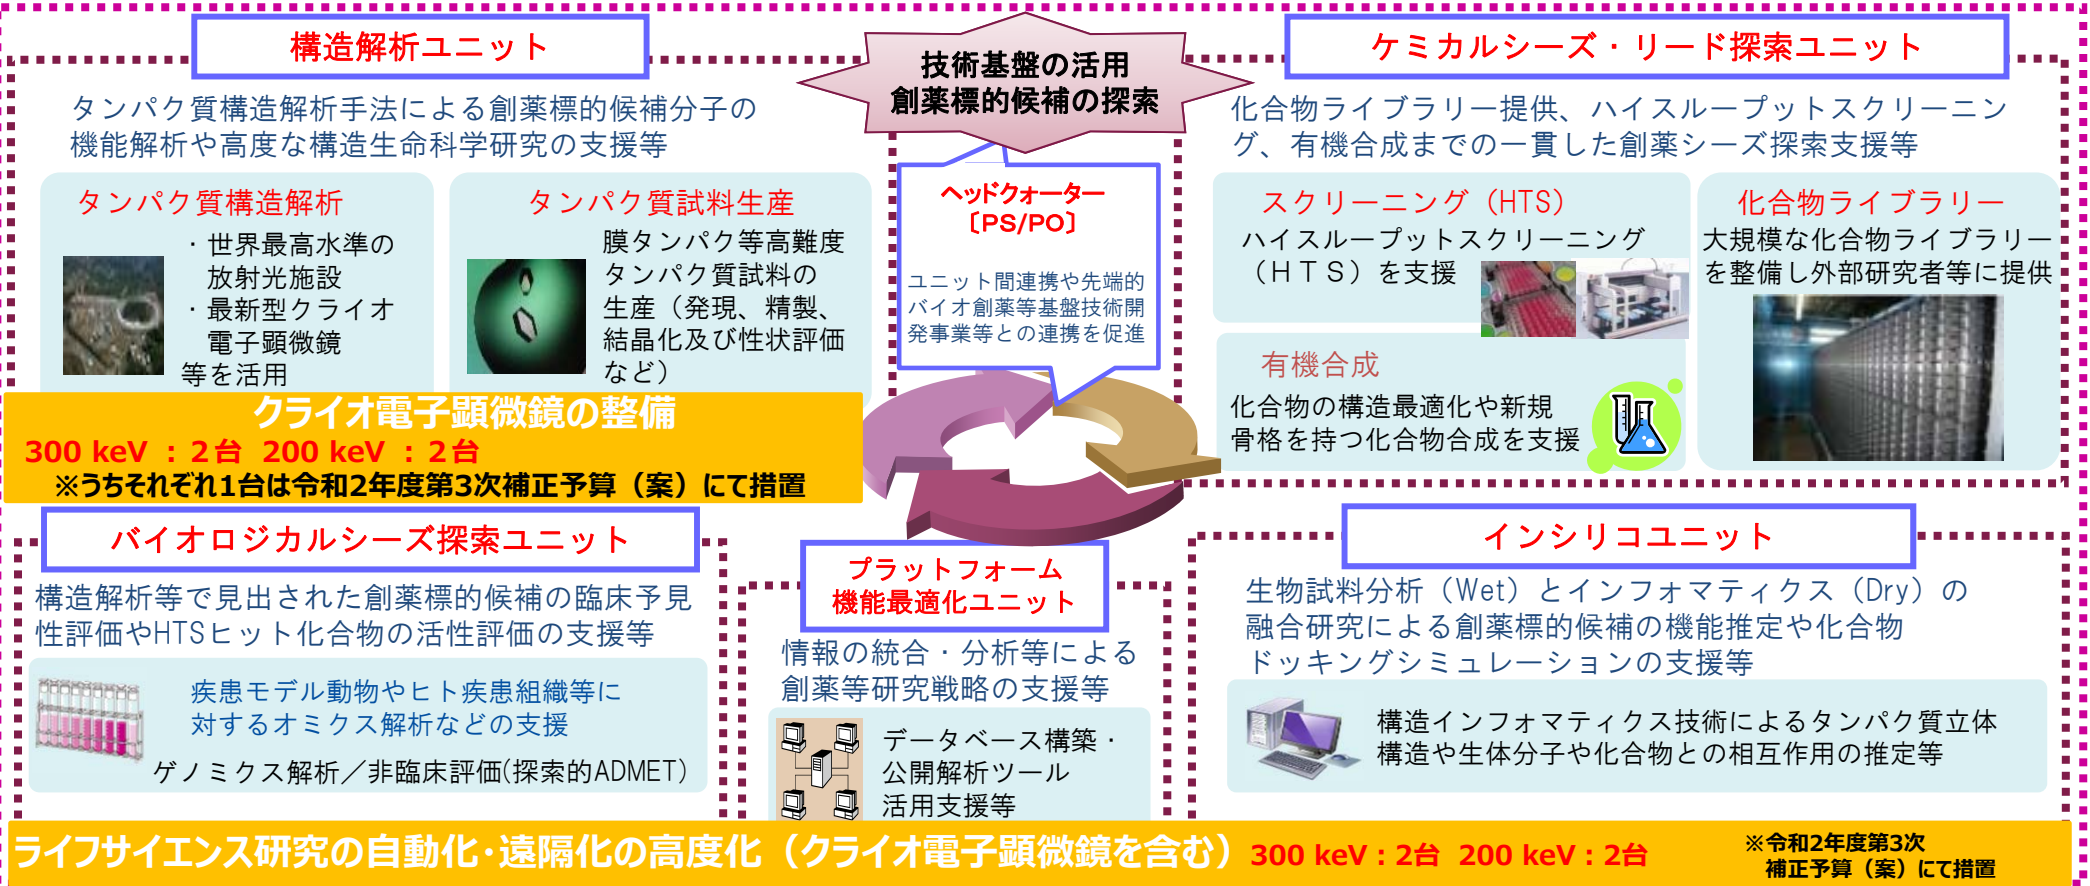 構造解析ユニット
タンパク質構造解析手法による創薬標的候補分子の
機能解析や高度な構造生命科学研究の支援等
タンパク質構造解析
・世界最高水準の
放射光施設
・最新型クライオ
電子顕微鏡
等を活用
タンパク質試料生産
膜タンパク等高難度
タンパク質試料の
生産（発現、精製、
結晶化及び性状評価
など）
クライオ電子顕微鏡の整備
300 keV ：2台 200 keV ：2台
※うちそれぞれ1台は令和2年度第3次補正予算（案）にて措置
技術基盤の活用
創薬標的候補の探索
ヘッドクォーター
〔PS/PO〕
ユニット間連携や先端的
バイオ創薬等基盤技術開
発事業等との連携を促進
ケミカルシーズ・リード探索ユニット
化合物ライブラリー提供、ハイスループットスクリーニン
グ、有機合成までの一貫した創薬シーズ探索支援等
スクリーニング（HTS）
ハイスループットスクリーニング
（ＨＴＳ）を支援
化合物ライブラリー
大規模な化合物ライブラリー
を整備し外部研究者等に提供
有機合成
化合物の構造最適化や新規
骨格を持つ化合物合成を支援
バイオロジカルシーズ探索ユニット
構造解析等で見出された創薬標的候補の臨床予見
性評価やHTSヒット化合物の活性評価の支援等
疾患モデル動物やヒト疾患組織等に
対するオミクス解析などの支援
ゲノミクス解析／非臨床評価(探索的ADMET)
プラットフォーム
機能最適化ユニット
情報の統合・分析等による
創薬等研究戦略の支援等
データベース構築・
公開解析ツール
活用支援等
インシリコユニット
生物試料分析（Wet）とインフォマティクス（Dry）の
融合研究による創薬標的候補の機能推定や化合物
ドッキングシミュレーションの支援等
構造インフォマティクス技術によるタンパク質立体
構造や生体分子や化合物との相互作用の推定等
ライフサイエンス研究の自動化・遠隔化の高度化（クライオ電子顕微鏡を含む）300 keV：2台 200 keV：2台
※令和2年度第3次
補正予算（案）にて措置